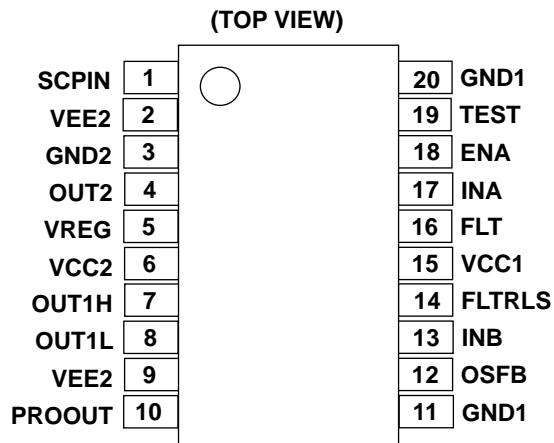 (TOP VIEW)
SCPIN 1 20 GND1
VEE2 2 19 TEST
GND2 3 18 ENA
OUT2 4 17 INA
VREG 5 16 FLT
VCC2 6 15 VCC1
OUT1H 7 14 FLTRLS
OUT1L 8 13 INB
VEE2 9 12 OSFB
PROOUT 10 11 GND1